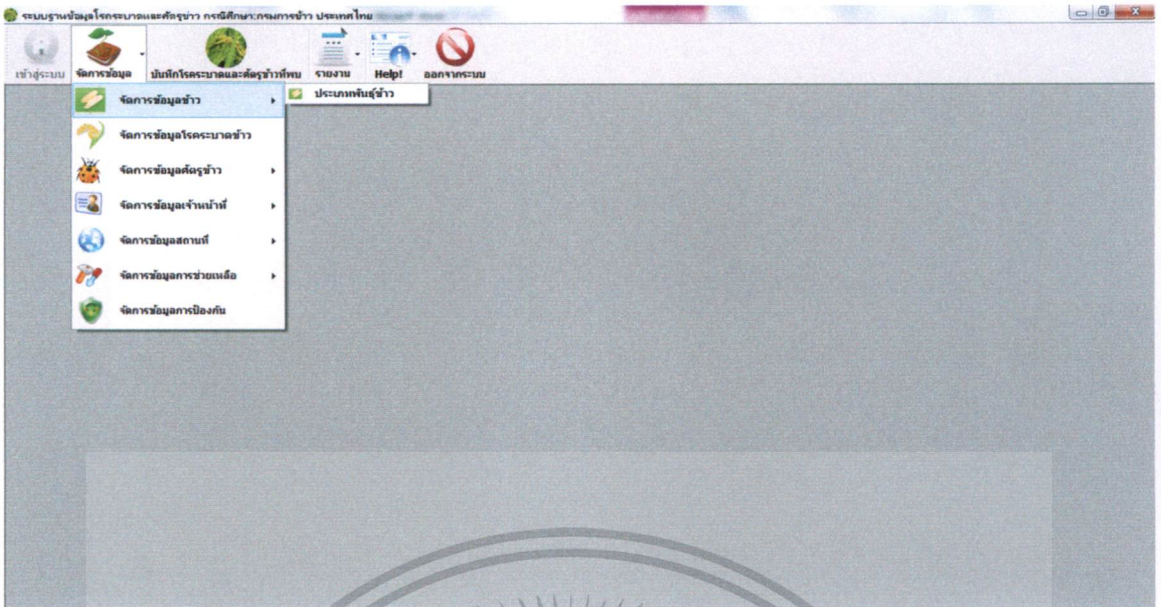 ระบบฐานข้อมูลโรคระบาดและศัตรูข้าว กรณีศึกษา:กรมการข้าว ประเทศไทย
เข้าสู่ระบบ จัดการข้อมูล บันทึกโรคระบาดและศัตรูข้าวที่พบ รายงาน Help! ออกจากระบบ
จัดการข้อมูลข้าว ประเภทพันธุ์ข้าว
จัดการข้อมูลโรคระบาดข้าว
จัดการข้อมูลศัตรูข้าว
จัดการข้อมูลเจ้าหน้าที่
จัดการข้อมูลสถานที่
จัดการข้อมูลการช่วยเหลือ
จัดการข้อมูลการป้องกัน